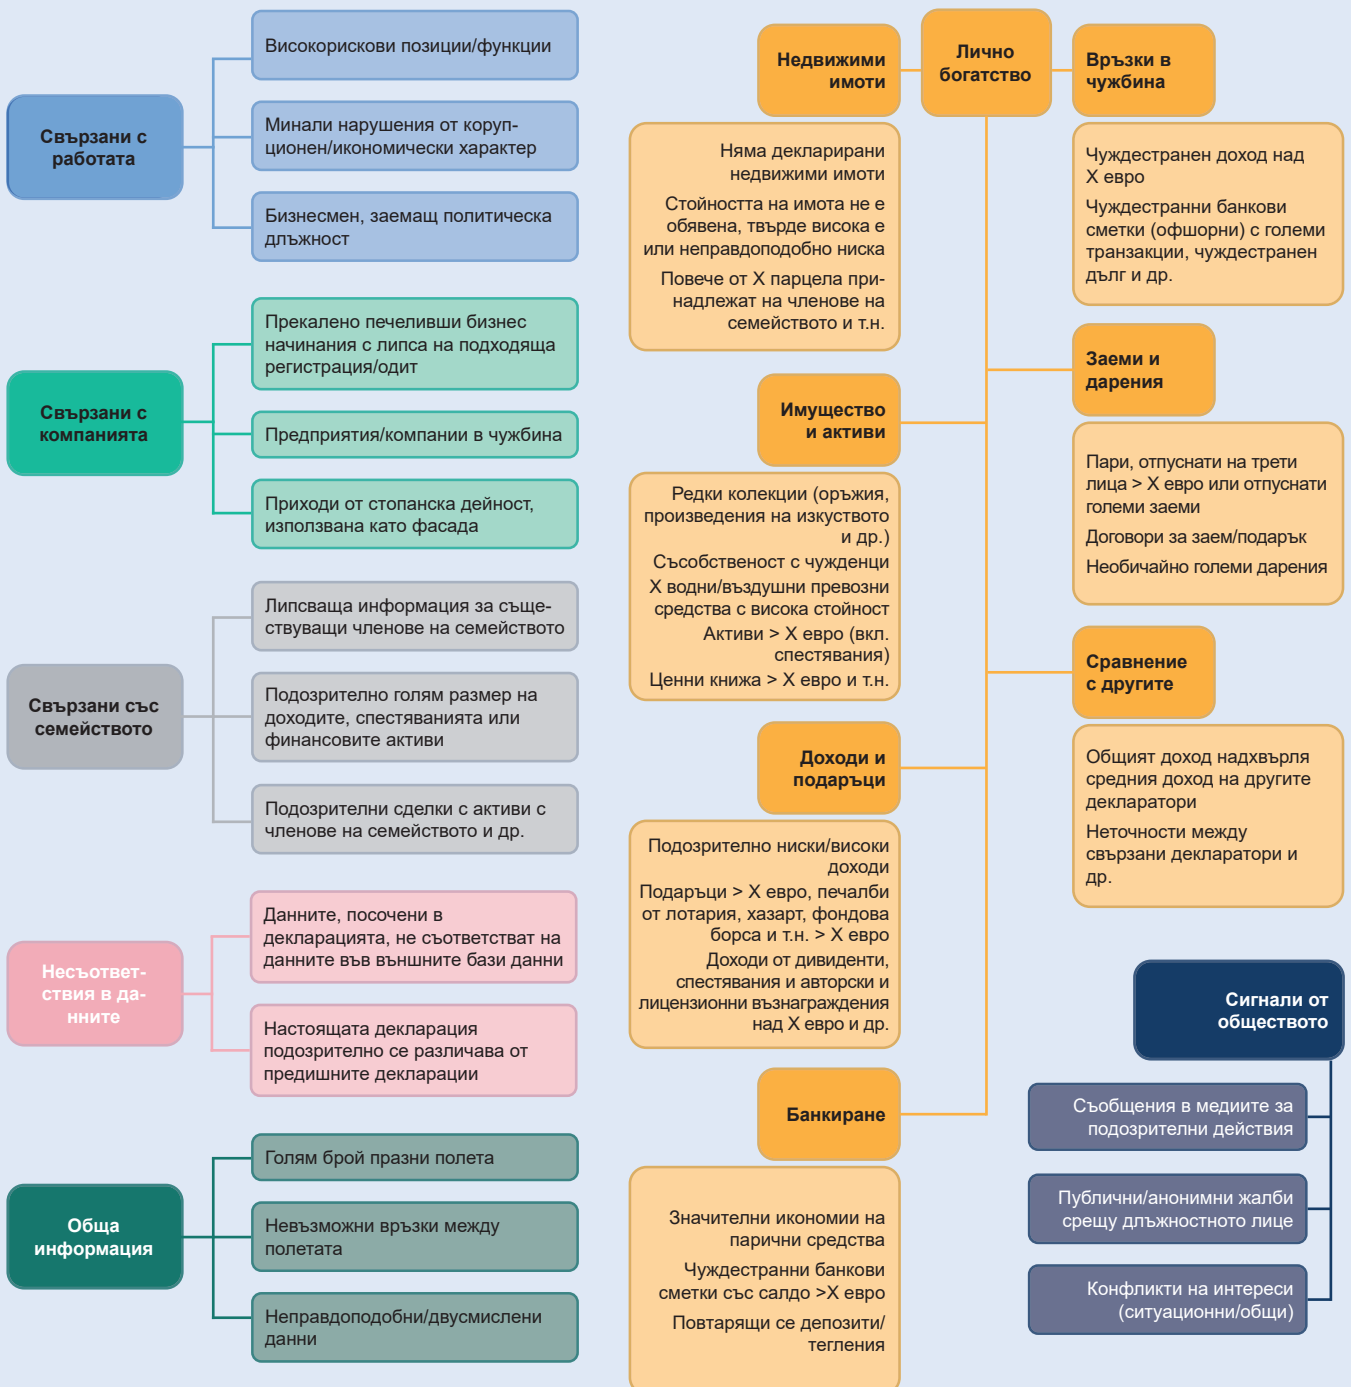 Свързани с
работата
Високорискови позиции/функции
Минали нарушения от коруп-
ционен/икономически характер
Бизнесмен, заемащ политическа
длъжност
Свързани с
компанията
Прекалено печеливши бизнес
начинания с липса на подходяща
регистрация/одит
Предприятия/компании в чужбина
Приходи от стопанска дейност,
използвана като фасада
Свързани със
семейството
Липсваща информация за съще-
ствуващи членове на семейството
Подозрително голям размер на
доходите, спестяванията или
финансовите активи
Подозрителни сделки с активи с
членове на семейството и др.
Несъответ-
ствия в да-
нните
Данните, посочени в
декларацията, не съответстват на
данните във външните бази данни
Настоящата декларация
подозрително се различава от
предишните декларации
Обща
информация
Голям брой празни полета
Невъзможни връзки между
полетата
Неправдоподобни/двусмислени
данни
Лично
богатство
Недвижими
имоти
Няма декларирани
недвижими имоти
Стойността на имота не е
обявена, твърде висока е
или неправдоподобно ниска
Повече от X парцела при-
надлежат на членове на
семейството и т.н.
Имущество
и активи
Редки колекции (оръжия,
произведения на изкуството
и др.)
Съсобственост с чужденци
X водни/въздушни превозни
средства с висока стойност
Активи > X евро (вкл.
спестявания)
Ценни книжа > X евро и т.н.
Доходи и
подаръци
Подозрително ниски/високи
доходи
Подаръци > X евро, печалби
от лотария, хазарт, фондова
борса и т.н. > X евро
Доходи от дивиденти,
спестявания и авторски и
лицензионни възнаграждения
над X евро и др.
Банкиране
Значителни икономии на
парични средства
Чуждестранни банкови
сметки със салдо >X евро
Повтарящи се депозити/
тегления
Връзки в
чужбина
Чуждестранен доход над
X евро
Чуждестранни банкови
сметки (офшорни) с големи
транзакции, чуждестранен
дълг и др.
Заеми и
дарения
Пари, отпуснати на трети
лица > X евро или отпуснати
големи заеми
Договори за заем/подарък
Необичайно големи дарения
Сравнение
с другите
Общият доход надхвърля
средния доход на другите
декларатори
Неточности между
свързани декларатори и
др.
Сигнали от
обществото
Съобщения в медиите за
подозрителни действия
Публични/анонимни жалби
срещу длъжностното лице
Конфликти на интереси
(ситуационни/общи)